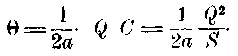 Θ = 1/2a · Q C = 1/2a Q²/S.